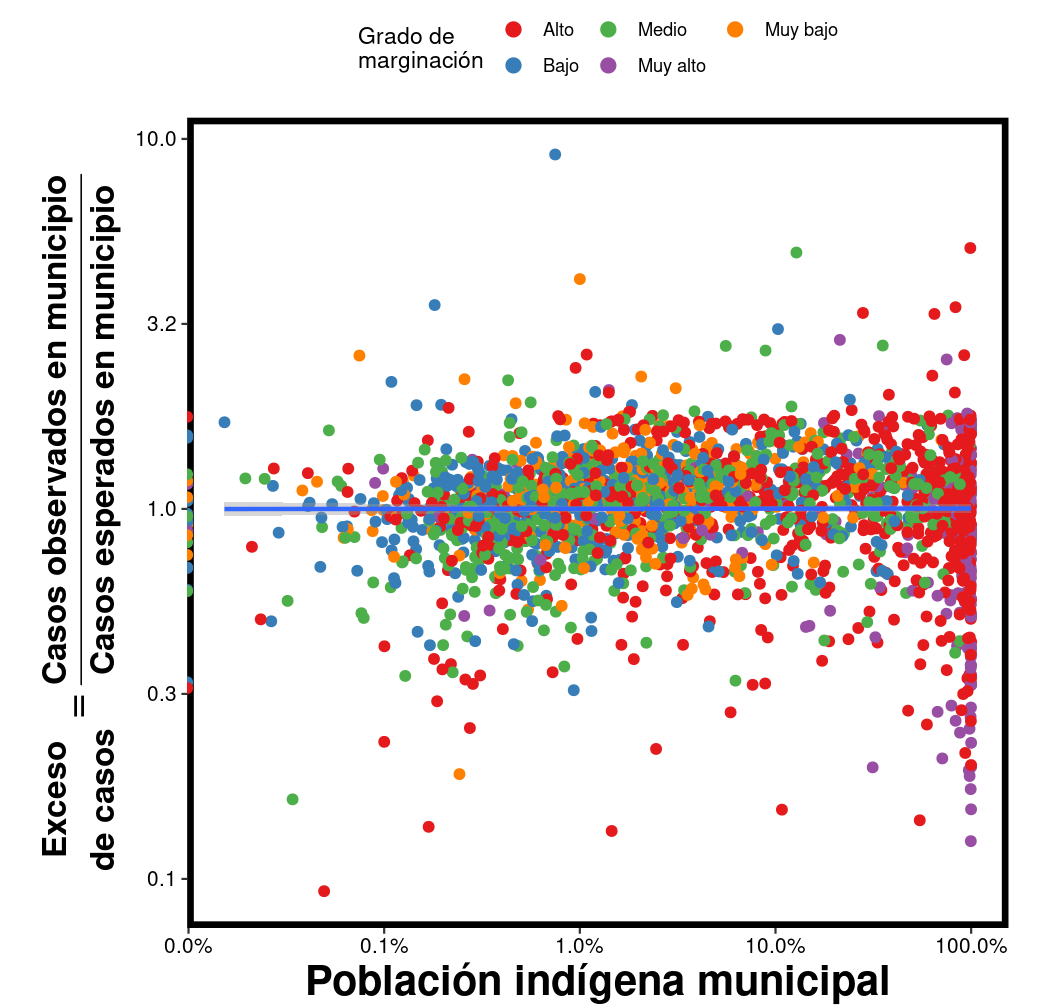 Grado de
marginación
Alto
Medio
Muy bajo
Bajo
Muy alto
10.0
3.2
1.0
0.3
0.1
Exceso
de casos
=
Casos observados en municipio
Casos esperados en municipio
0.0%
0.1%
1.0%
10.0%
100.0%
Población indígena municipal